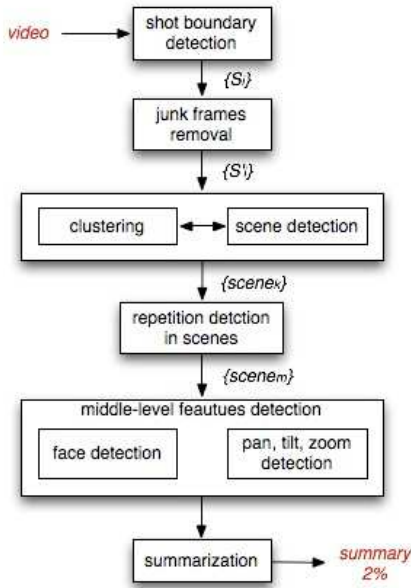 video
shot boundary
detection
{Si}
junk frames
removal
{S'i}
clustering
scene detection
{scenek}
repetition detction
in scenes
{scenem}
middle-level feautues detection
face detection
pan, tilt, zoom
detection
summarization
summary
2%